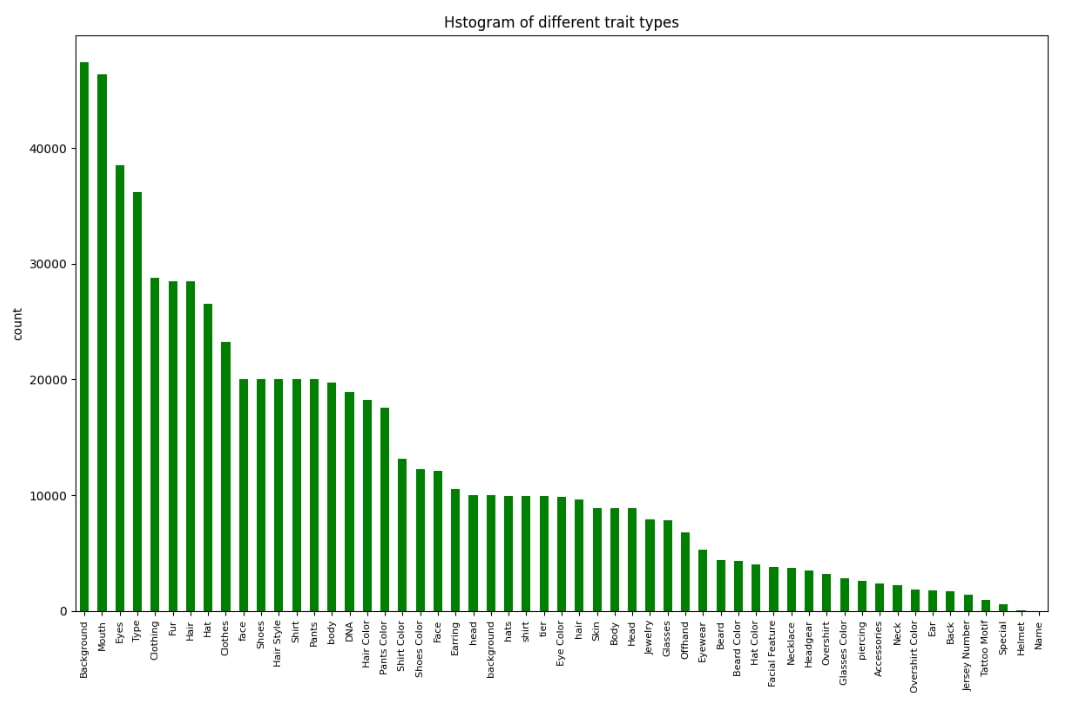 Hstogram of different trait types
count
40000
30000
20000
10000
0
Background
Mouth
Eyes
Type
Clothing
Fur
Hair
Hat
Clothes
face
Shoes
Hair Style
Shirt
Pants
body
DNA
Hair Color
Pants Color
Shirt Color
Shoes Color
Face
Earring
head
background
hats
shirt
tier
Eye Color
hair
Skin
Body
Head
Jewelry
Glasses
Offhand
Eyewear
Beard
Beard Color
Hat Color
Facial Feature
Necklace
Headgear
Overshirt
Glasses Color
piercing
Accessories
Neck
Overshirt Color
Ear
Back
Jersey Number
Tattoo Motif
Special
Helmet
Name